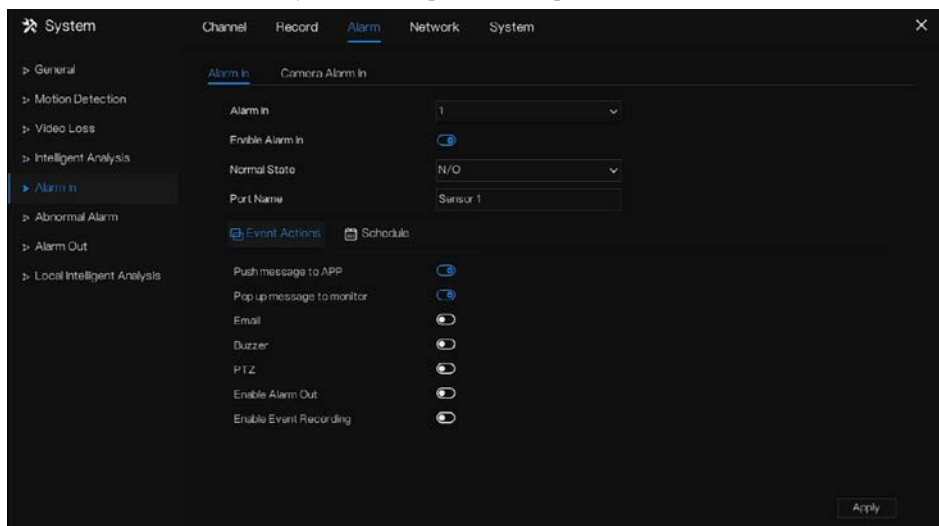 System Channel Record Alarm Network System
General
Motion Detection
Video Loss
Intelligent Analysis
Alarm In
Abnormal Alarm
Alarm Out
Local Intelligent Analysis
Alarm In Camera Alarm In
Alarm In 1
Enable Alarm In
Normal State N/O
Port Name Sensor 1
Event Actions Schedule
Push message to APP
Pop up message to monitor
Email
Buzzer
PTZ
Enable Alarm Out
Enable Event Recording
Apply